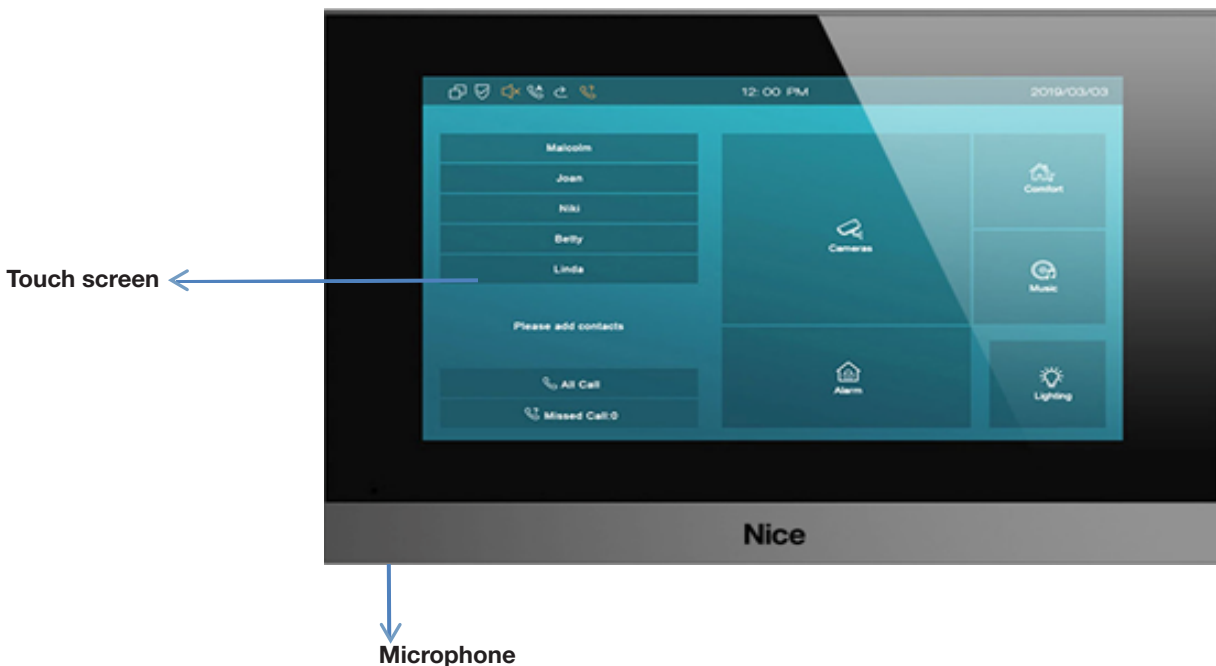 12:00 PM
2019/03/03
Malcolm
Joan
Niki
Betty
Linda
Please add contacts
All Call
Missed Call:0
Cameras
Alarm
Comfort
Music
Lighting
Touch screen
Nice
Microphone